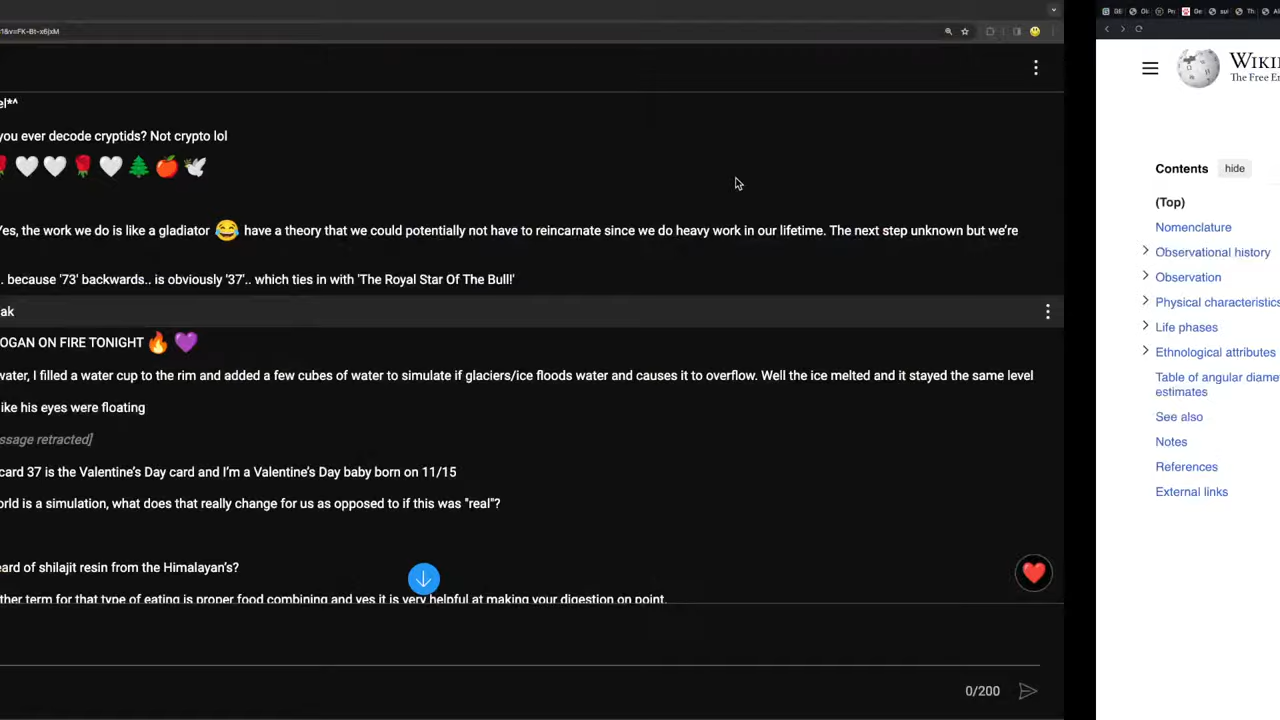 1&v=FK-Bt-x6jxM
el*^
you ever decode cryptids? Not crypto lol
Yes, the work we do is like a gladiator 😂 have a theory that we could potentially not have to reincarnate since we do heavy work in our lifetime. The next step unknown but we're
.. because '73' backwards.. is obviously '37'.. which ties in with 'The Royal Star Of The Bull!'
ak
OGAN ON FIRE TONIGHT 🔥 💜
water, I filled a water cup to the rim and added a few cubes of water to simulate if glaciers/ice floods water and causes it to overflow. Well the ice melted and it stayed the same level
ike his eyes were floating
ssage retracted]
card 37 is the Valentine's Day card and I'm a Valentine's Day baby born on 11/15
orld is a simulation, what does that really change for us as opposed to if this was "real"?
eard of shilajit resin from the Himalayan's?
ther term for that type of eating is proper food combining and yes it is very helpful at making your digestion on point.
0/200
WIKI
The Free E
Contents hide
(Top)
Nomenclature
Observational history
Observation
Physical characteristics
Life phases
Ethnological attributes
Table of angular diame
estimates
See also
Notes
References
External links